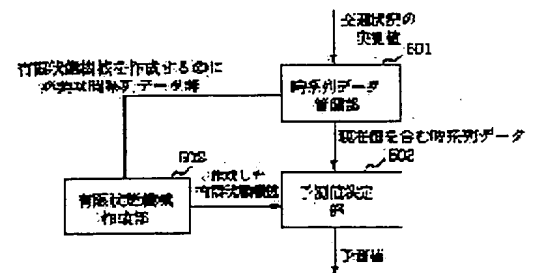 交通状況の
実測値
601
有限状態機械を作成するのに
必要な時系列データ群
時系列データ
管理部
現在値を含む時系列データ
602
603
作成した
有限状態機械
有限状態機械
作成部
予測値決定
部
予測値